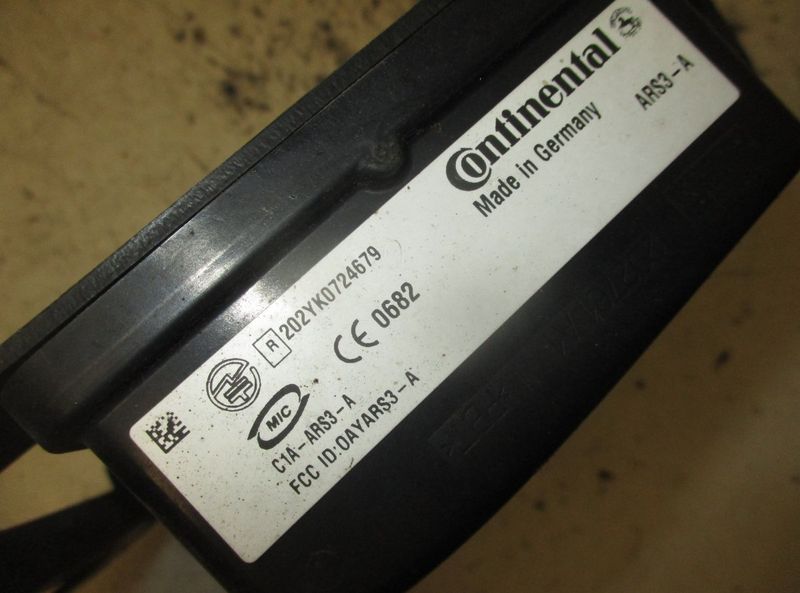 Continental
Made in Germany
ARS3-A
R 202YK0724679
CE 0682
MIC
C1A-ARS3-A
FCC ID:OAYARS3-A